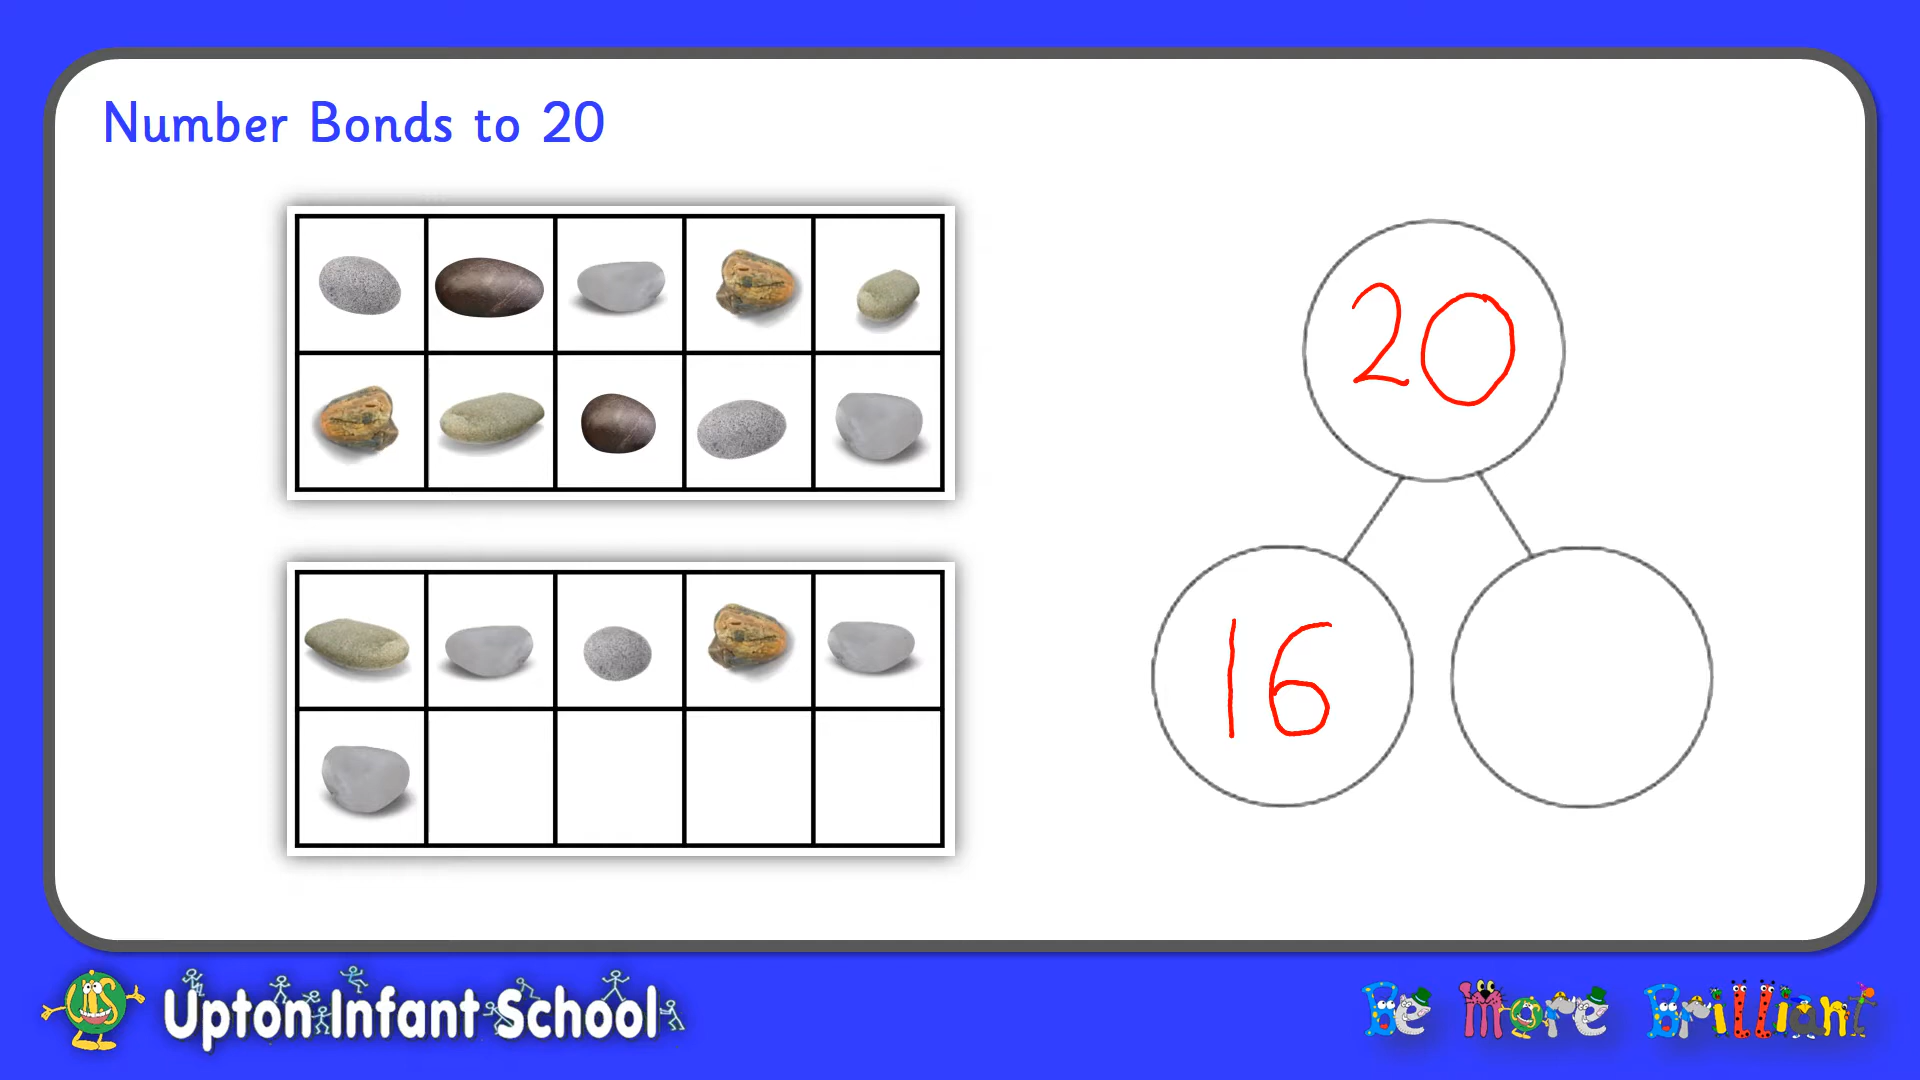 Number Bonds to 20
20
16
Upton Infant School
Be More Brilliant